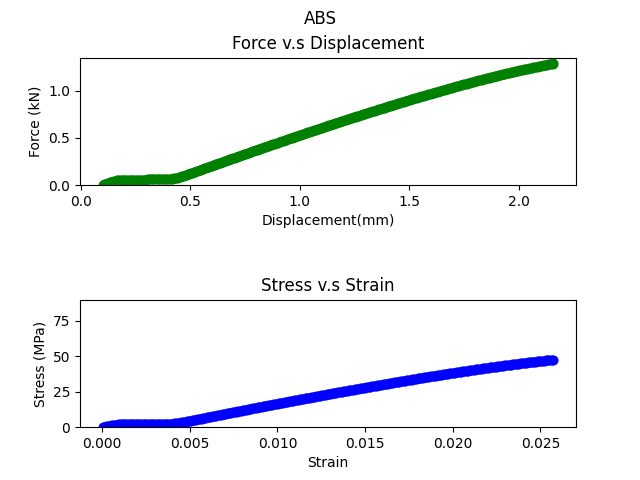 ABS
Force v.s Displacement
1.0
0.5
0.0
Force (kN)
0.0 0.5 1.0 1.5 2.0
Displacement(mm)
Stress v.s Strain
75
50
25
0
Stress (MPa)
0.000 0.005 0.010 0.015 0.020 0.025
Strain